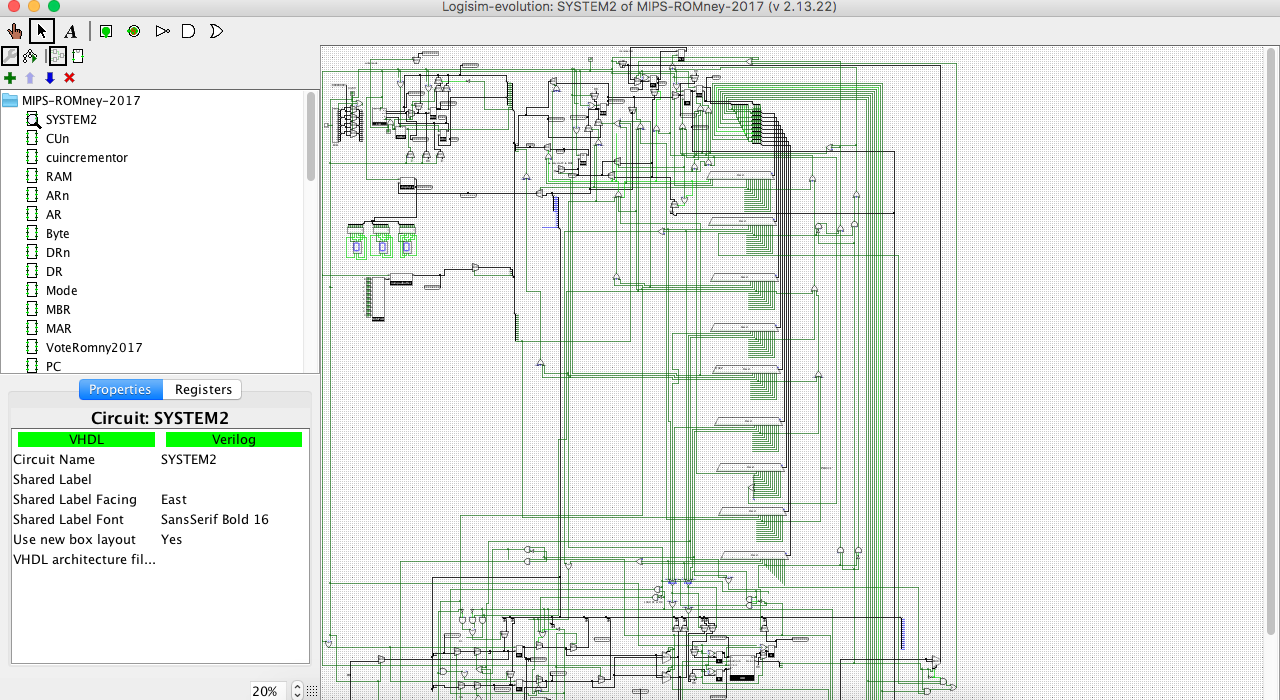 Logisim-evolution: SYSTEM2 of MIPS-ROMney-2017 (v 2.13.22)
A
MIPS-ROMney-2017
SYSTEM2
CUn
cuincrementor
RAM
ARn
AR
Byte
DRn
DR
Mode
MBR
MAR
VoteRomny2017
PC
Properties Registers
Circuit: SYSTEM2
VHDL Verilog
Circuit Name SYSTEM2
Shared Label
Shared Label Facing East
Shared Label Font SansSerif Bold 16
Use new box layout Yes
VHDL architecture fil...
20%